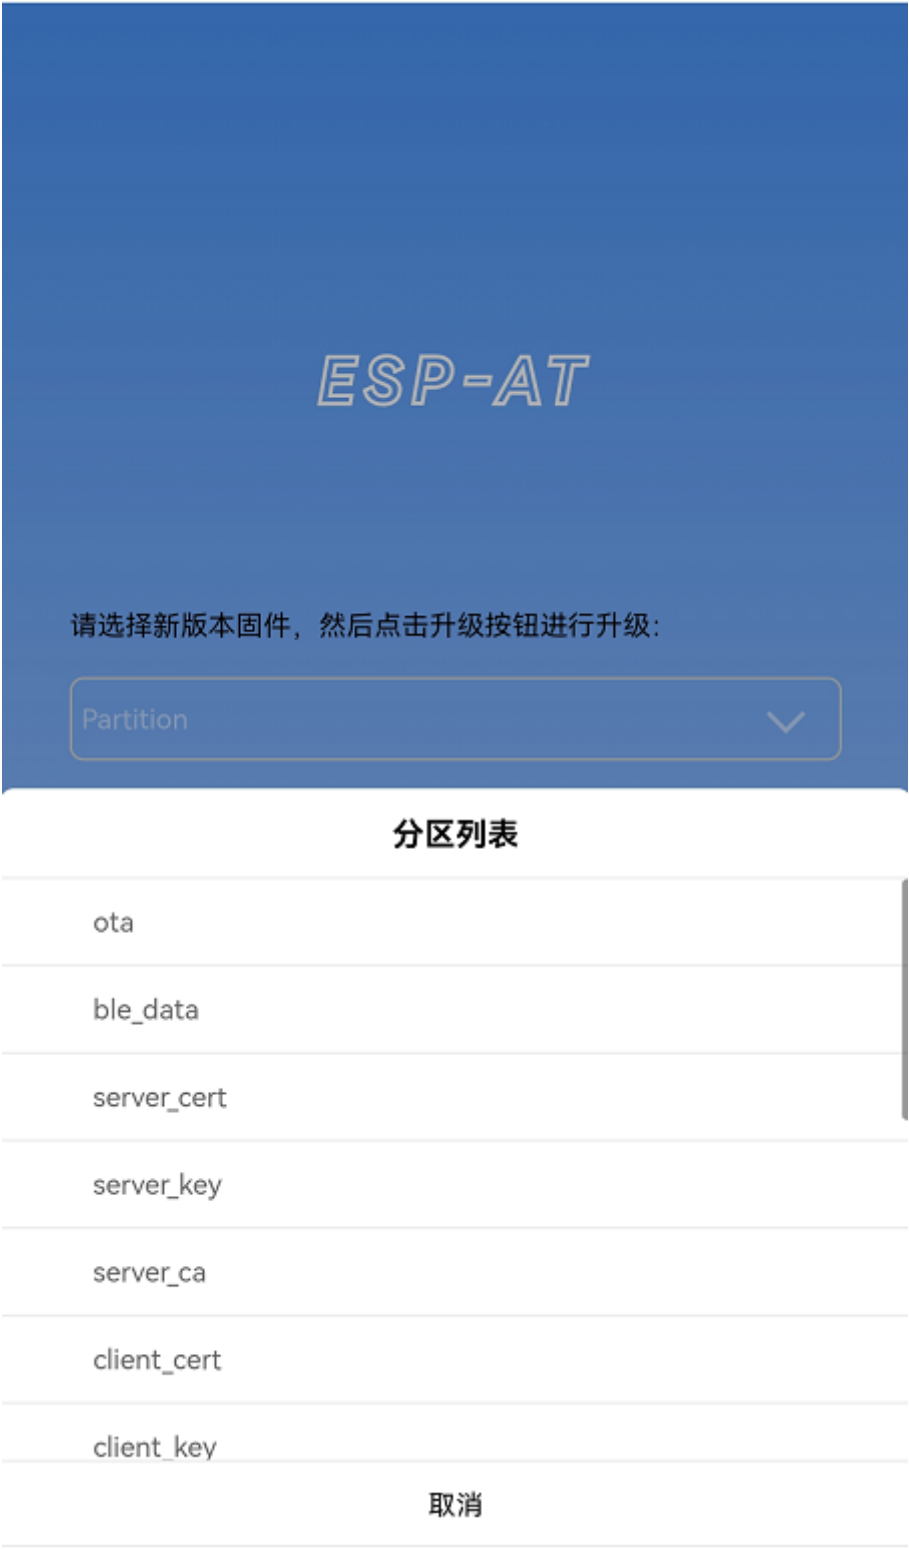 ESP-AT
请选择新版本固件，然后点击升级按钮进行升级：
Partition
分区列表
ota
ble_data
server_cert
server_key
server_ca
client_cert
client_key
取消